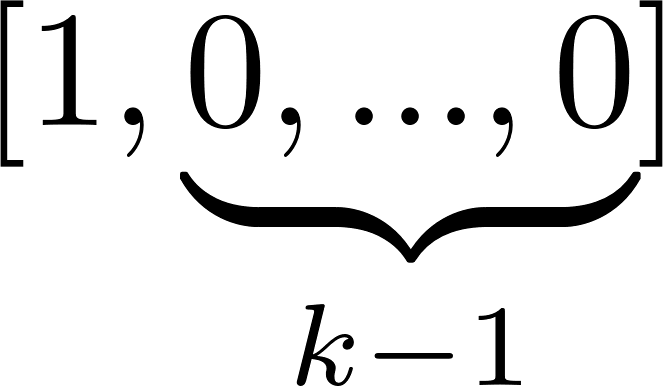 [1, 0, ..., 0]
k−1